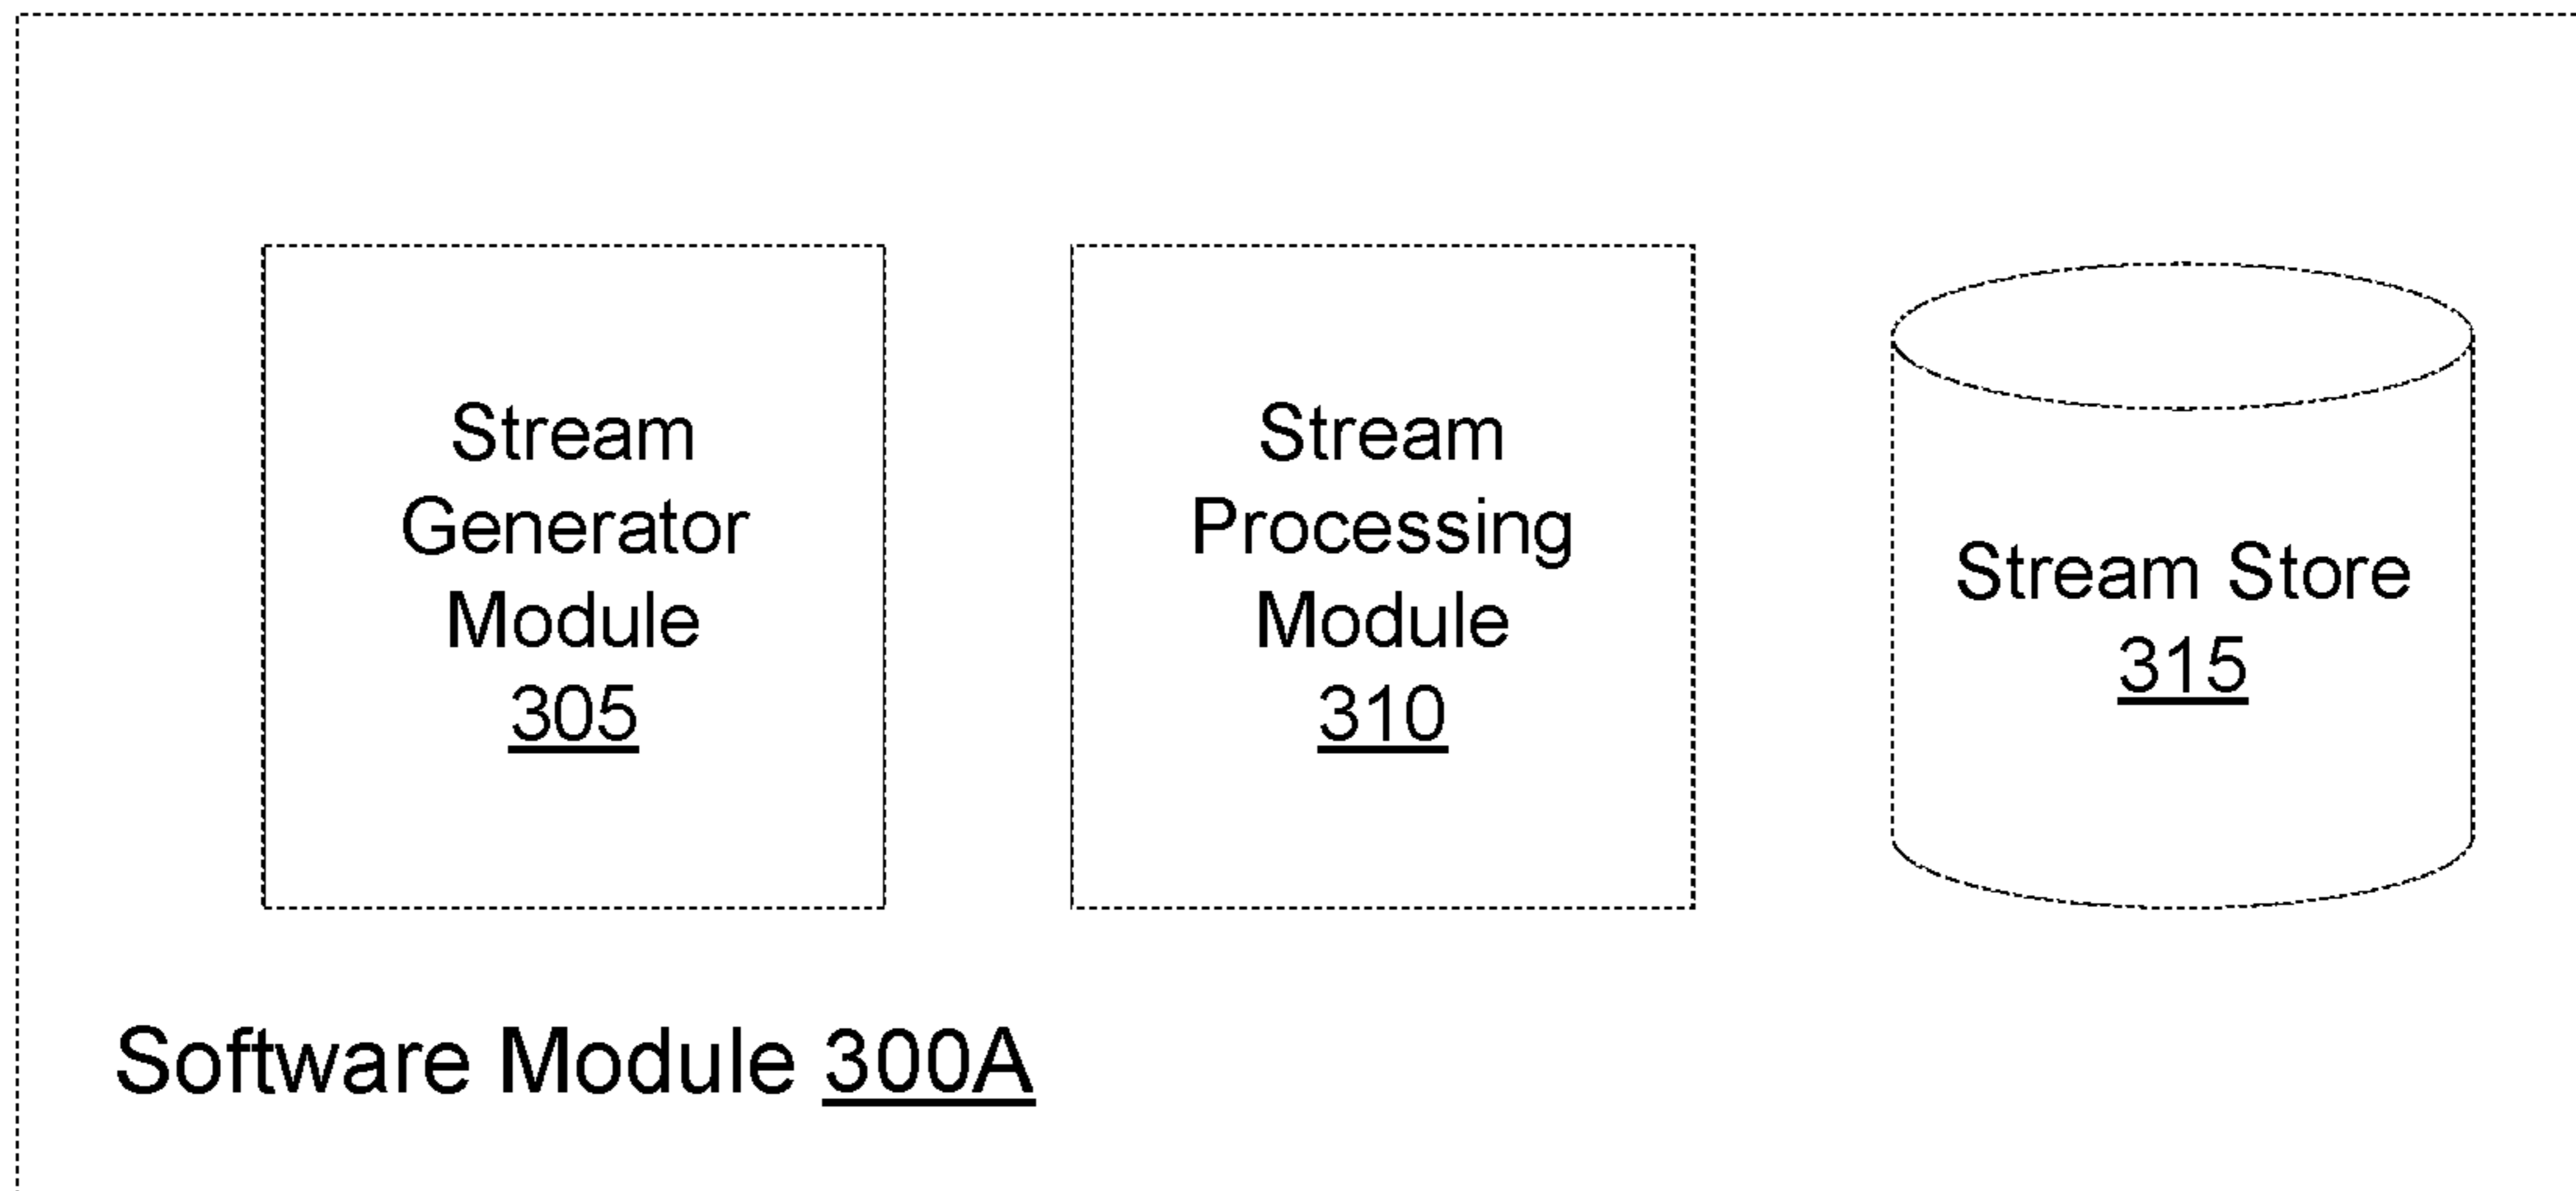 Stream
Generator
Module
305
Stream
Processing
Module
310
Stream Store
315
Software Module 300A